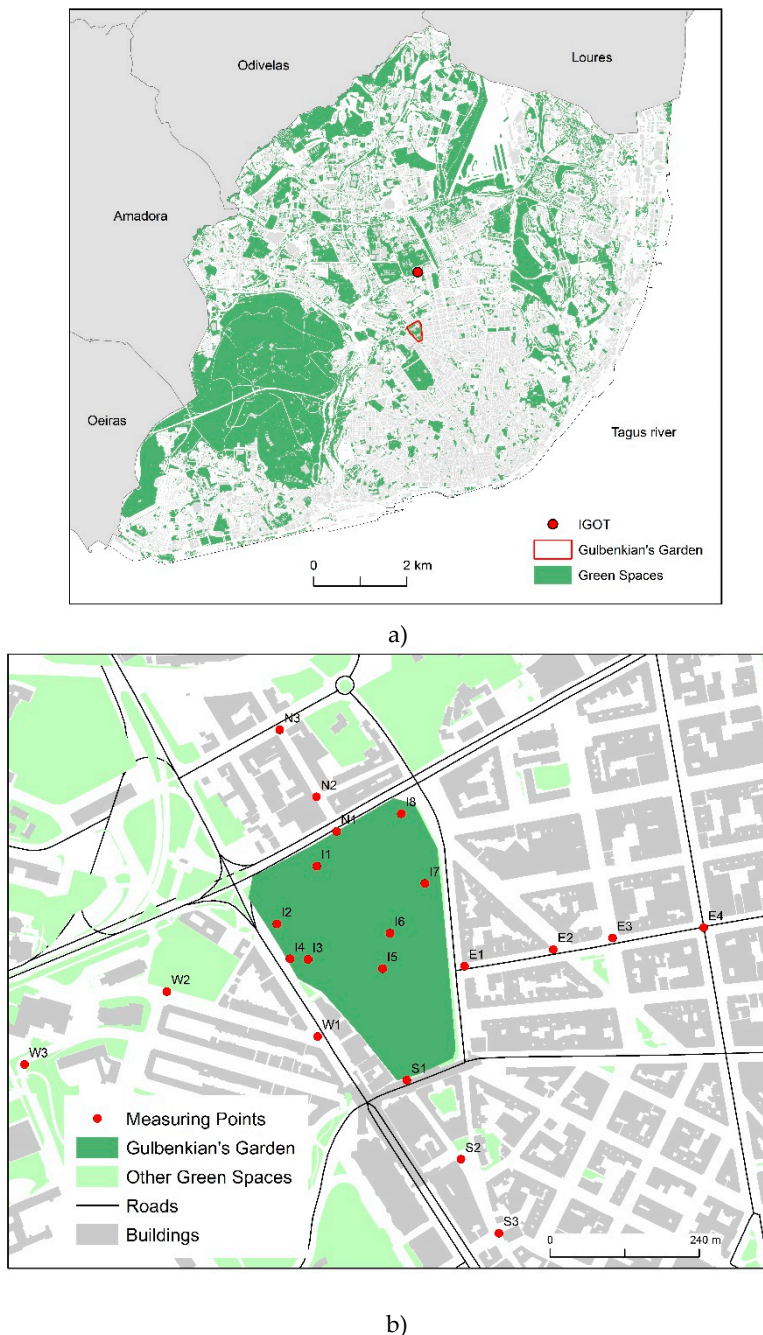 Odivelas
Loures
Amadora
Oeiras
Tagus river
IGOT
Gulbenkian's Garden
Green Spaces
0 2 km
a)
N3
N2
N1
I8
I1
I7
I2
I6
I4 I3
I5
E1
E2
E3
E4
W2
W1
W3
S1
S2
S3
Measuring Points
Gulbenkian's Garden
Other Green Spaces
Roads
Buildings
0 240 m
b)